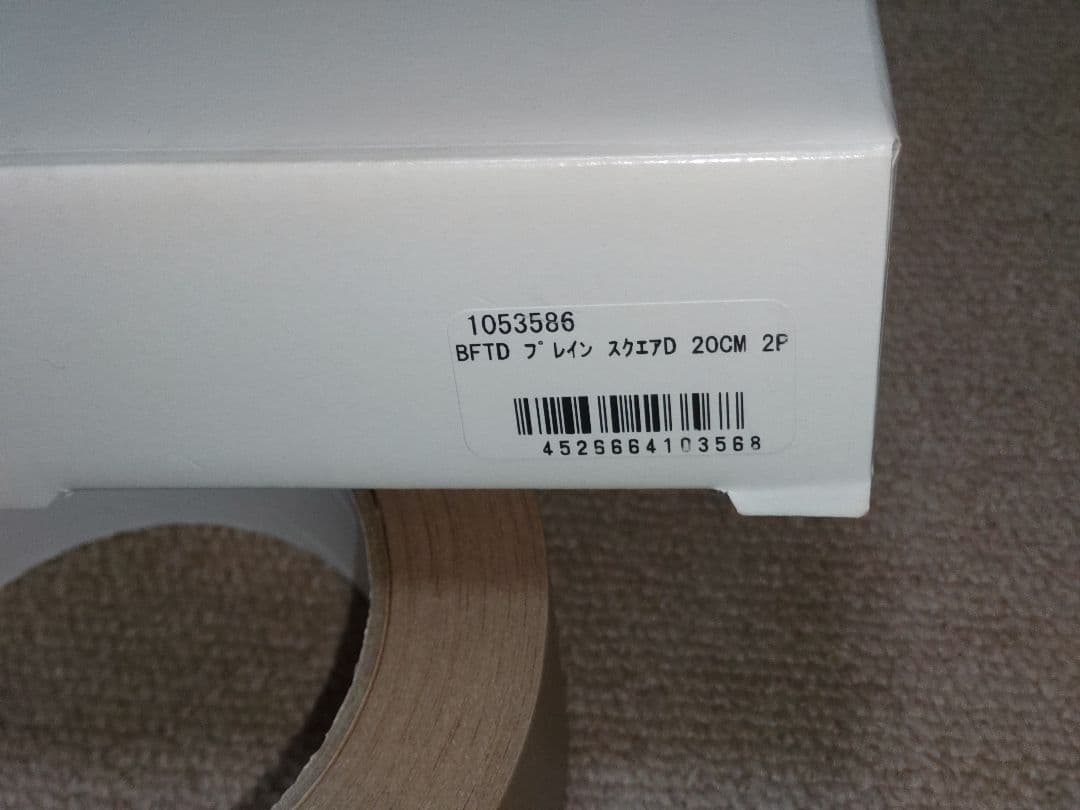 1053586
BFTD ﾌﾟﾚｲﾝ ｽｸｴｱD 20CM 2P
4526664103568